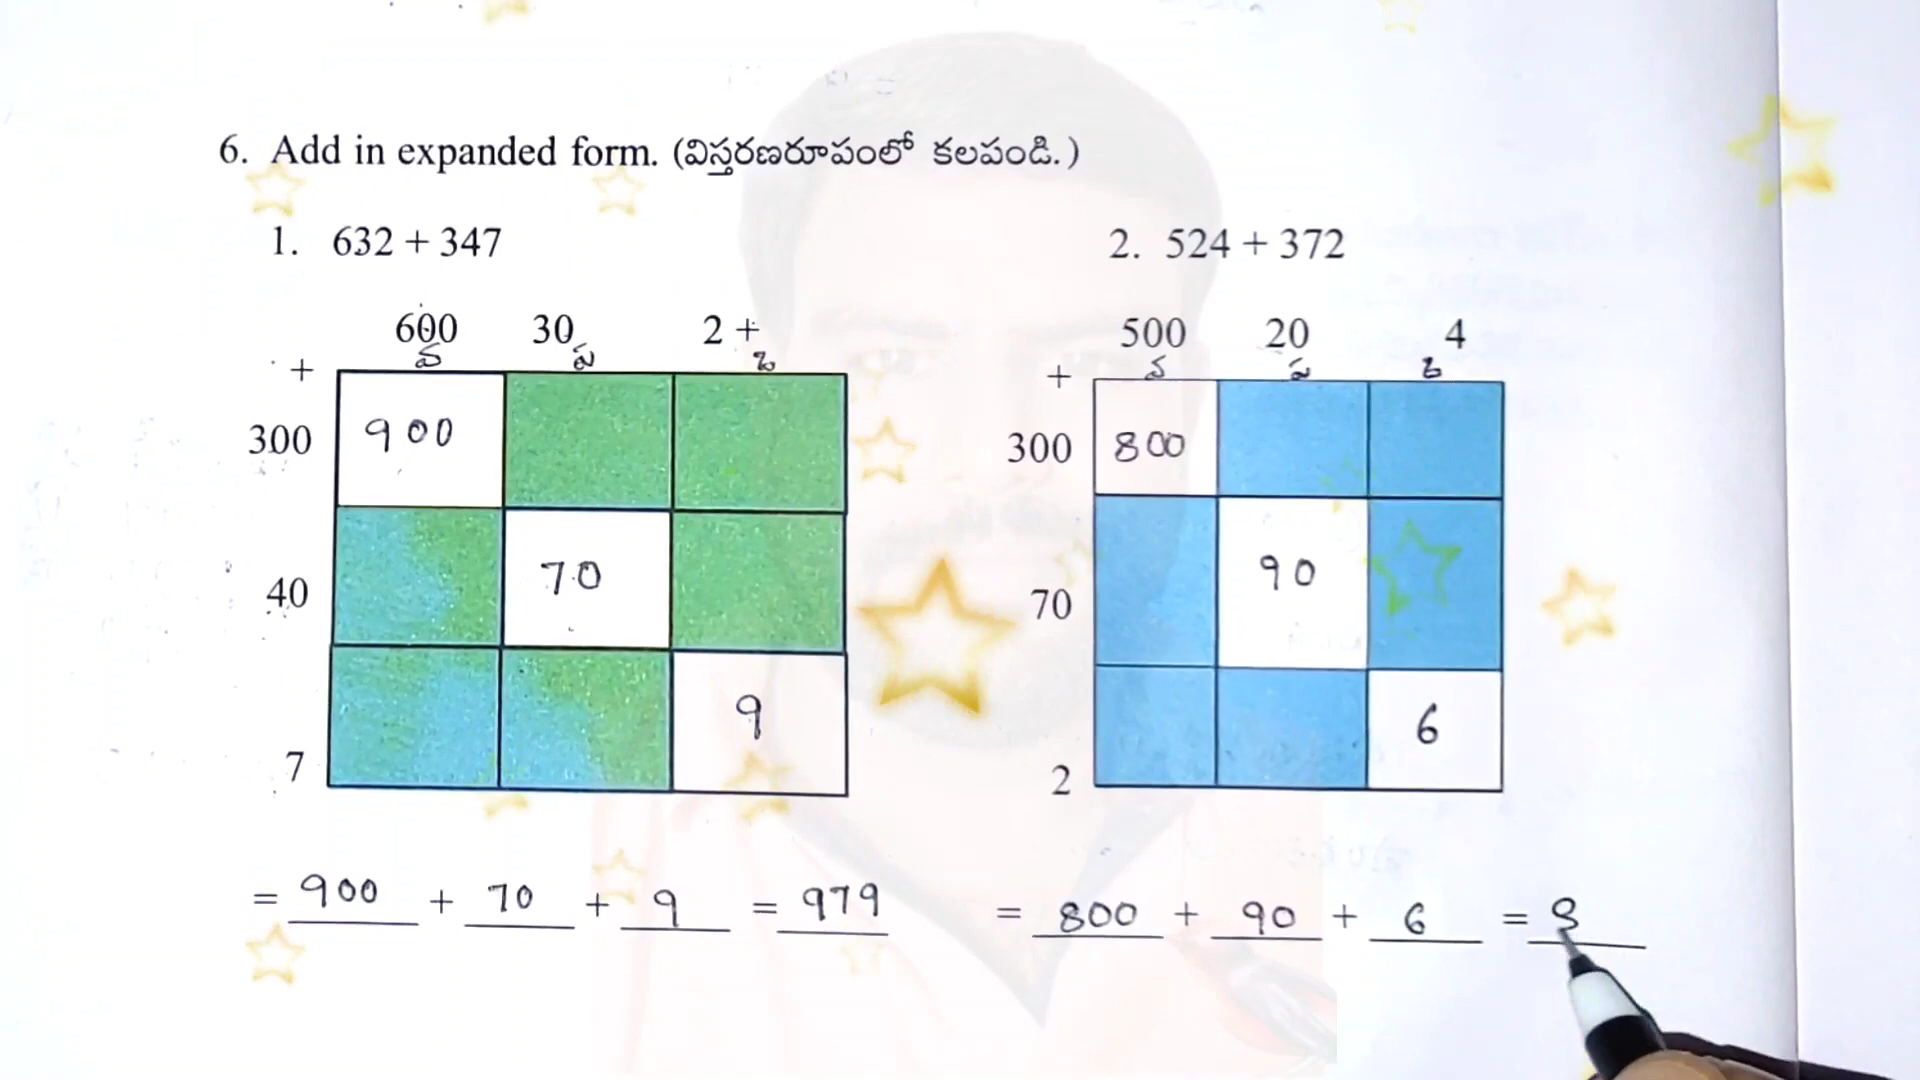 6. Add in expanded form. (విస్తరణరూపంలో కలపండి.)
1. 632 + 347
600 30 2 +
వ ప ఒ
+
300 900
40 70
7 9
= 900 + 70 + 9 = 979
2. 524 + 372
500 20 4
వ ప ఒ
+
300 800
70 90
2 6
= 800 + 90 + 6 = 8